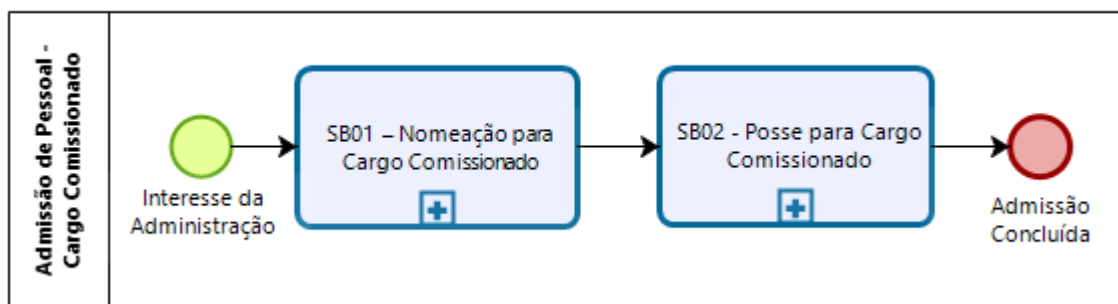 Admissão de Pessoal -
Cargo Comissionado
Interesse da
Administração
SB01 – Nomeação para
Cargo Comissionado
SB02 - Posse para Cargo
Comissionado
Admissão
Concluída